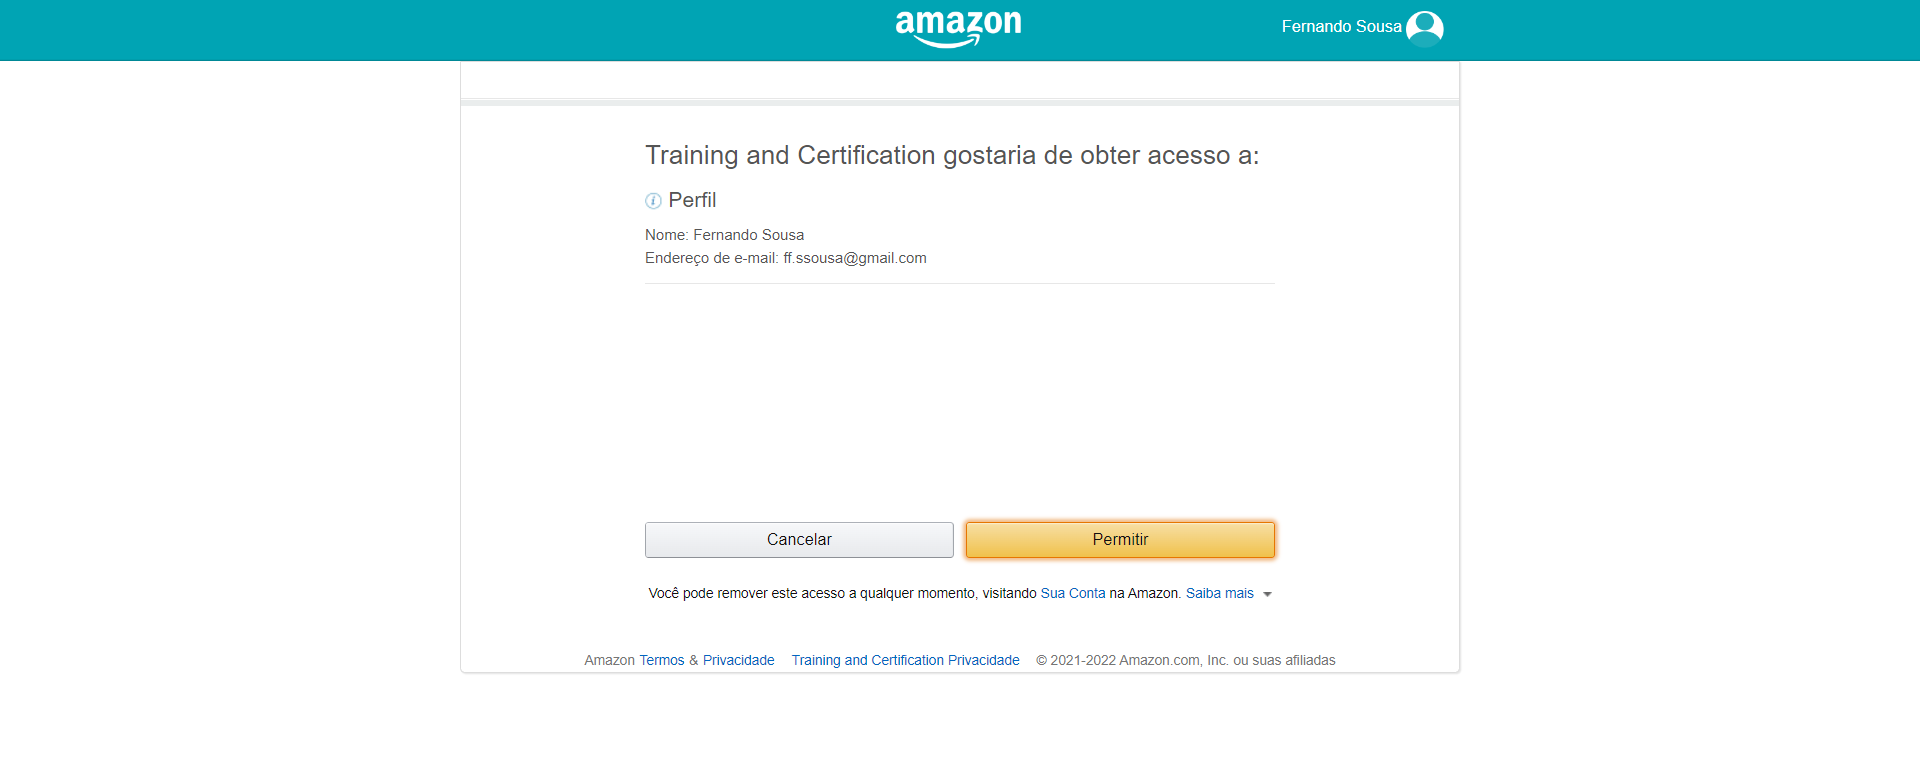 amazon
Fernando Sousa
Training and Certification gostaria de obter acesso a:
i Perfil
Nome: Fernando Sousa
Endereço de e-mail: ff.ssousa@gmail.com
Cancelar Permitir
Você pode remover este acesso a qualquer momento, visitando Sua Conta na Amazon. Saiba mais
Amazon Termos & Privacidade Training and Certification Privacidade © 2021-2022 Amazon.com, Inc. ou suas afiliadas